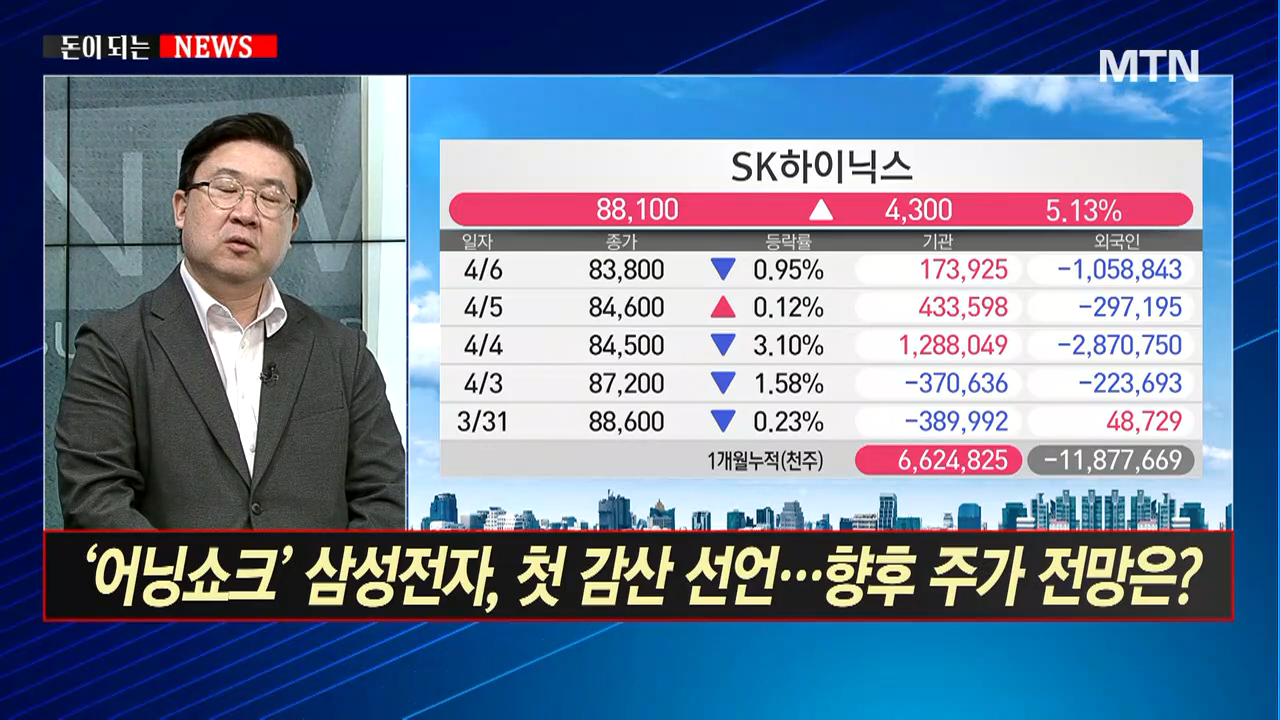 돈이 되는 NEWS
MTN
SK하이닉스
88,100 ▲ 4,300 5.13%
일자 종가 등락률 기관 외국인
4/6 83,800 ▼ 0.95% 173,925 -1,058,843
4/5 84,600 ▲ 0.12% 433,598 -297,195
4/4 84,500 ▼ 3.10% 1,288,049 -2,870,750
4/3 87,200 ▼ 1.58% -370,636 -223,693
3/31 88,600 ▼ 0.23% -389,992 48,729
1개월누적(천주) 6,624,825 -11,877,669
‘어닝쇼크’ 삼성전자, 첫 감산 선언…향후 주가 전망은?